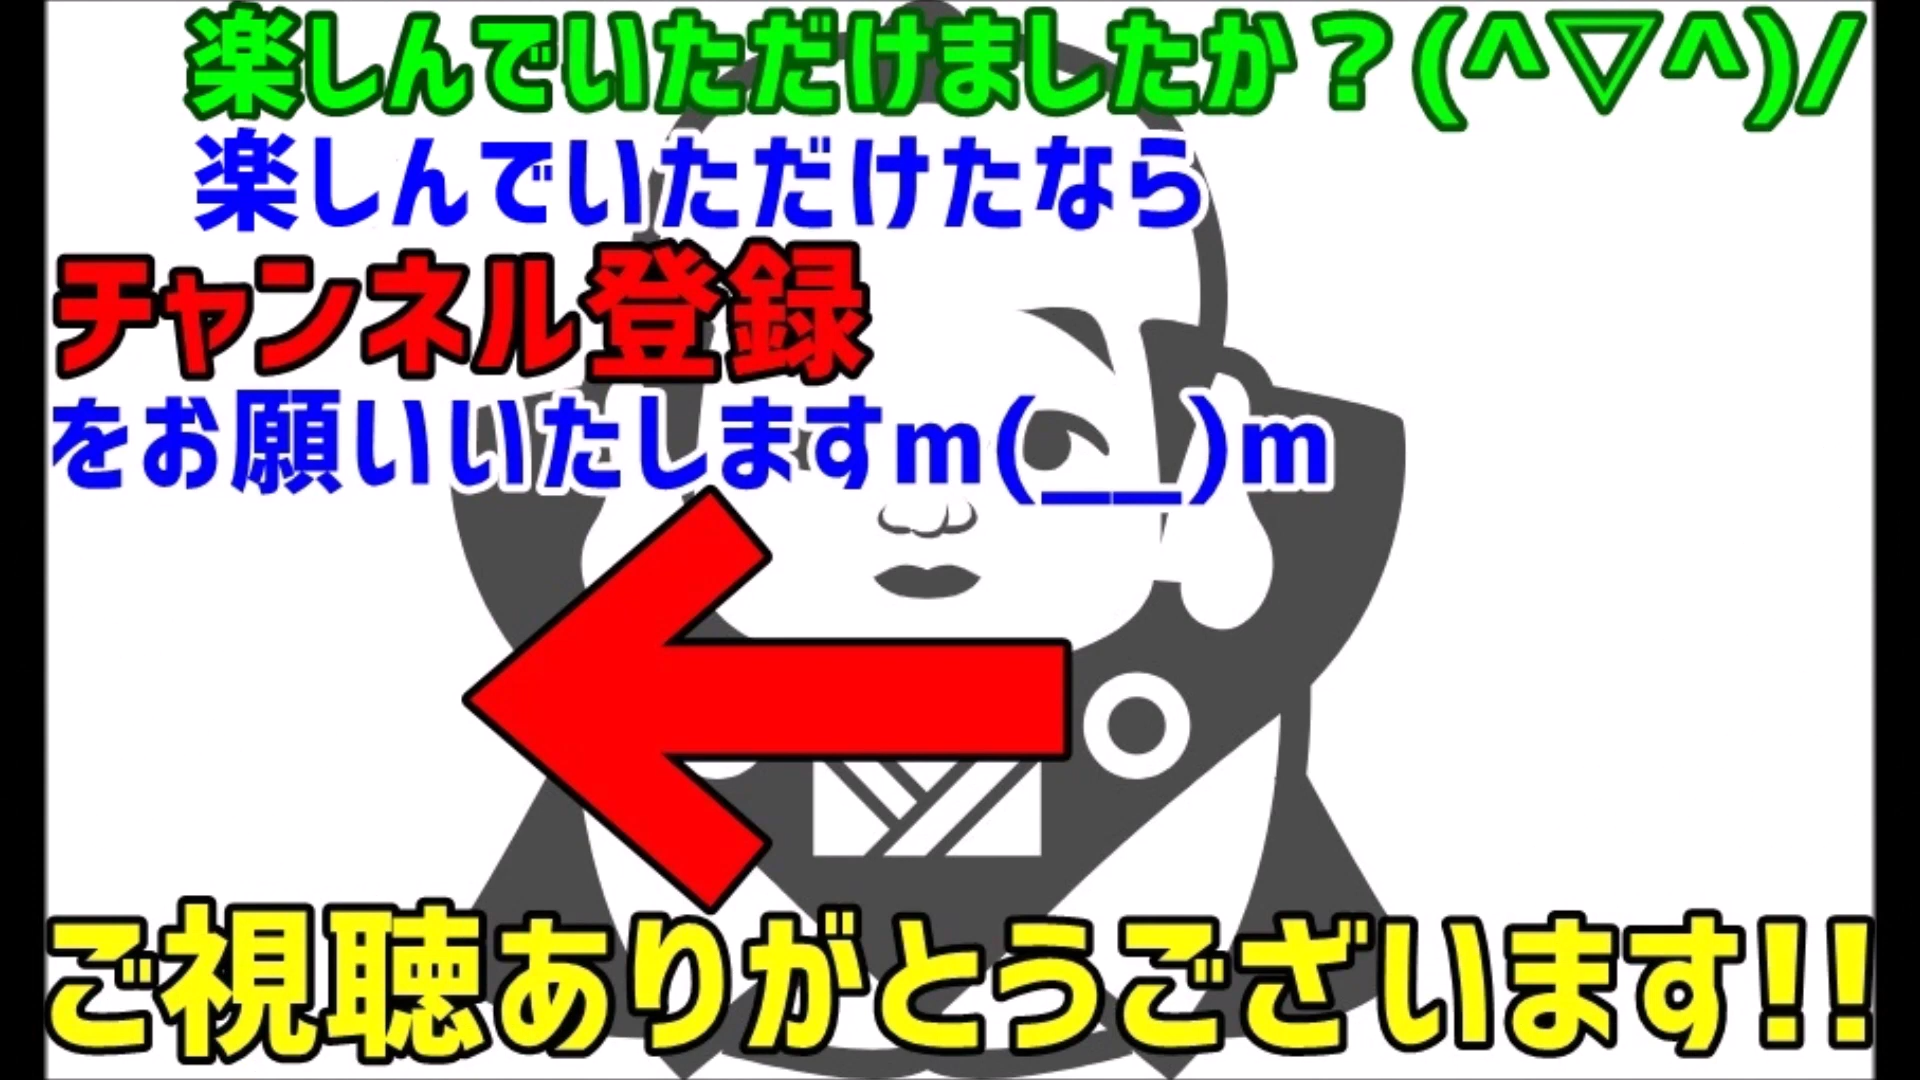 楽しんでいただけましたか？(^▽^)/
楽しんでいただけたなら
チャンネル登録
をお願いいたしますm(__)m
ご視聴ありがとうございます!!